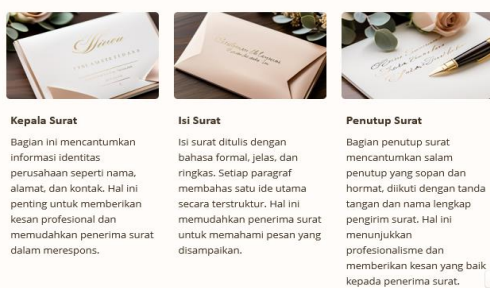 Kepala Surat
Bagian ini mencantumkan
informasi identitas
perusahaan seperti nama,
alamat, dan kontak. Hal ini
penting untuk memberikan
kesan profesional dan
memudahkan penerima surat
dalam merespons.
Isi Surat
Isi surat ditulis dengan
bahasa formal, jelas, dan
ringkas. Setiap paragraf
membahas satu ide utama
secara terstruktur. Hal ini
memudahkan penerima surat
untuk memahami pesan yang
disampaikan.
Penutup Surat
Bagian penutup surat
mencantumkan salam
penutup yang sopan dan
hormat, diikuti dengan tanda
tangan dan nama lengkap
pengirim surat. Hal ini
menunjukkan
profesionalisme dan
memberikan kesan yang baik
kepada penerima surat.